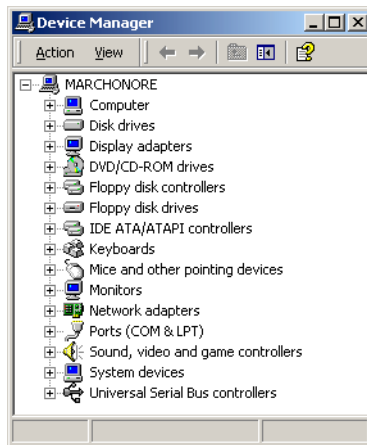 Device Manager
Action View
MARCHONORE
Computer
Disk drives
Display adapters
DVD/CD-ROM drives
Floppy disk controllers
Floppy disk drives
IDE ATA/ATAPI controllers
Keyboards
Mice and other pointing devices
Monitors
Network adapters
Ports (COM & LPT)
Sound, video and game controllers
System devices
Universal Serial Bus controllers